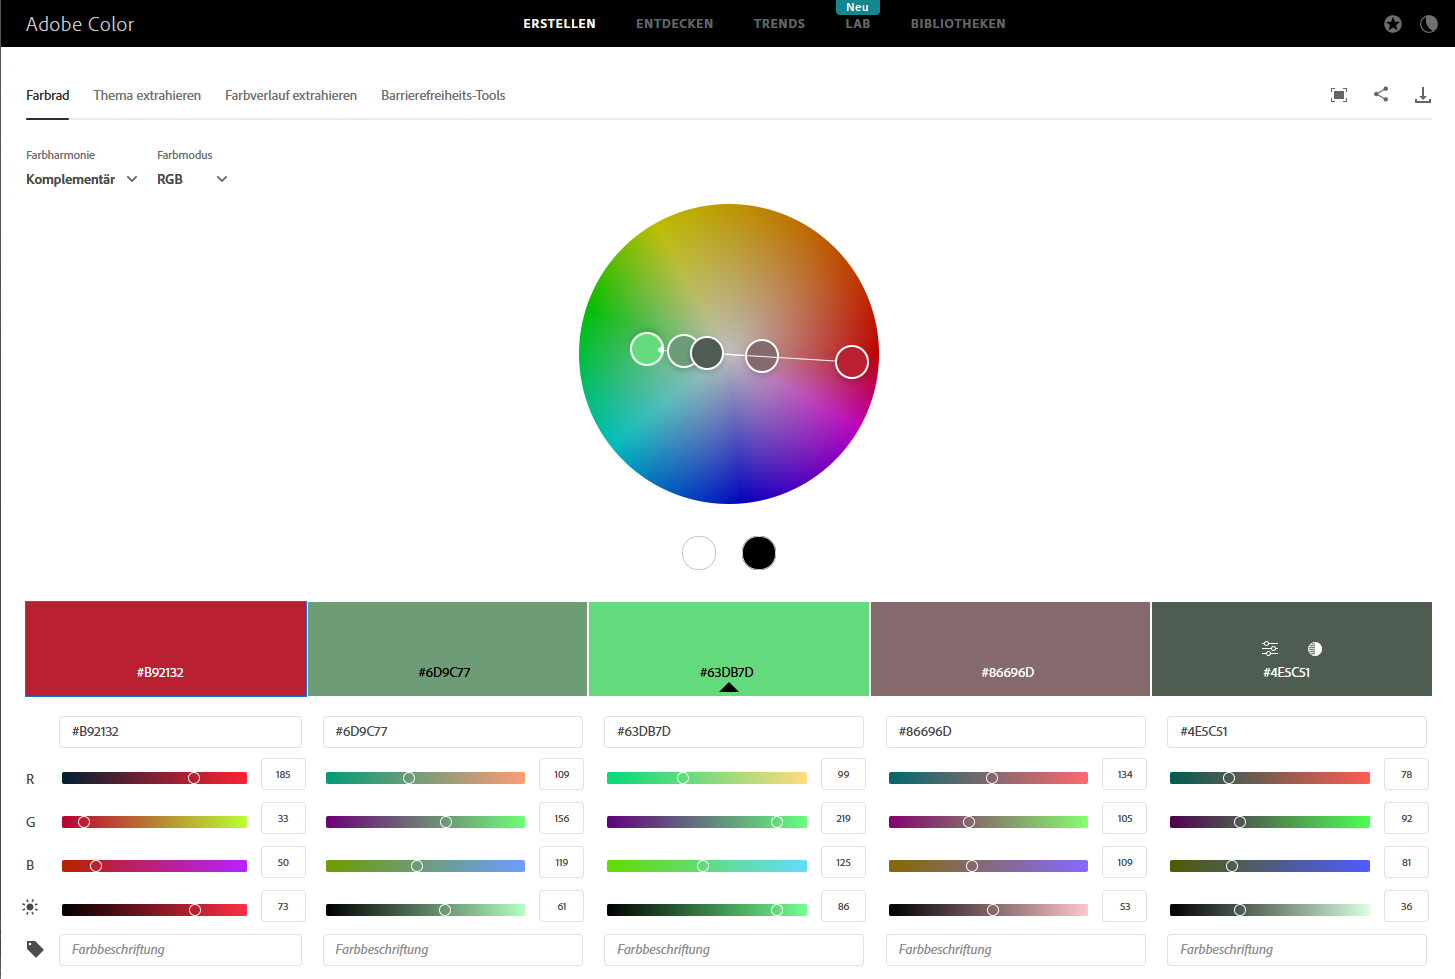 Adobe Color
ERSTELLEN
ENTDECKEN
TRENDS
Neu
LAB
BIBLIOTHEKEN
Farbrad
Thema extrahieren
Farbverlauf extrahieren
Barrierefreiheits-Tools
Farbharmonie
Farbmodus
Komplementär
RGB
#B92132
#6D9C77
#63DB7D
#86696D
#4E5C51
#B92132
#6D9C77
#63DB7D
#86696D
#4E5C51
R
185
109
99
134
78
G
33
156
219
105
92
B
50
119
125
109
81
73
61
86
53
36
Farbbeschriftung
Farbbeschriftung
Farbbeschriftung
Farbbeschriftung
Farbbeschriftung